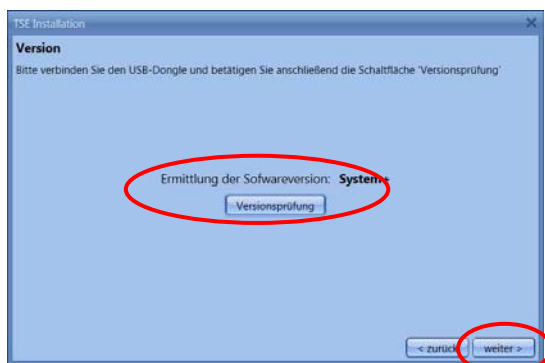 TSE Installation
Version
Bitte verbinden Sie den USB-Dongle und betätigen Sie anschließend die Schaltfläche 'Versionsprüfung'
Ermittlung der Sofwareversion: System+
Versionsprüfung
< zurück weiter >